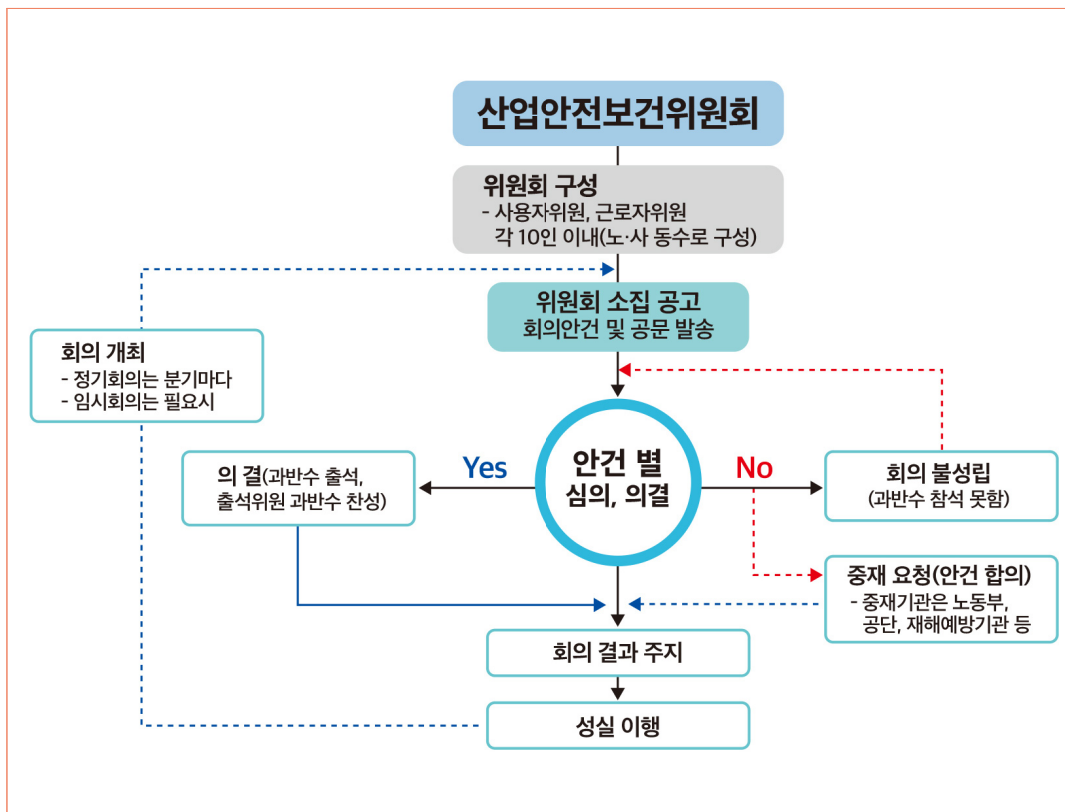 산업안전보건위원회
위원회 구성
- 사용자위원, 근로자위원
각 10인 이내(노·사 동수로 구성)
위원회 소집 공고
회의안건 및 공문 발송
회의 개최
- 정기회의는 분기마다
- 임시회의는 필요시
안건 별
심의, 의결
Yes
의 결(과반수 출석,
출석위원 과반수 찬성)
No
회의 불성립
(과반수 참석 못함)
중재 요청(안건 합의)
- 중재기관은 노동부,
공단, 재해예방기관 등
회의 결과 주지
성실 이행